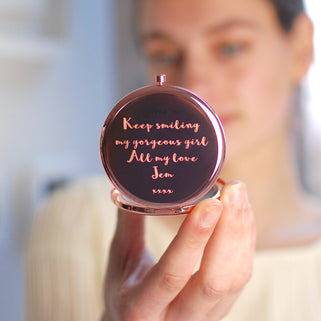 Keep smiling
my gorgeous girl
All my love
Jem
xxxx